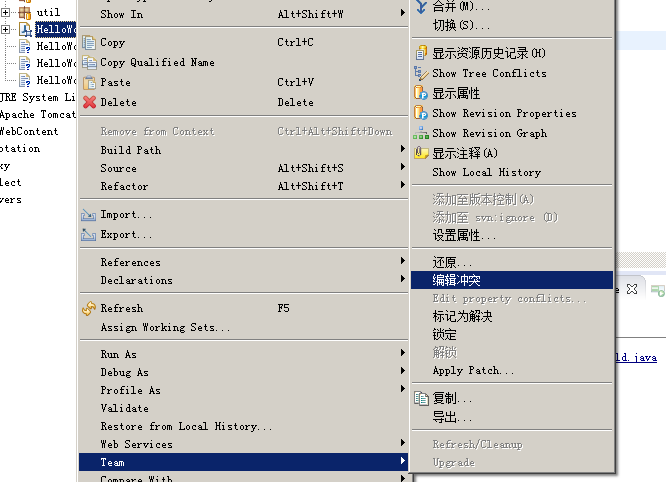 util
Show In Alt+Shift+W
Copy Ctrl+C
Copy Qualified Name
Paste Ctrl+V
Delete Delete
Remove from Context Ctrl+Alt+Shift+Down
Build Path
Source Alt+Shift+S
Refactor Alt+Shift+T
Import...
Export...
References
Declarations
Refresh F5
Assign Working Sets...
Run As
Debug As
Profile As
Validate
Restore from Local History...
Web Services
Team
Compare With
合并(M)...
切换(S)...
显示资源历史记录(H)
Show Tree Conflicts
显示属性
Show Revision Properties
Show Revision Graph
显示注释(A)
Show Local History
添加至版本控制(A)
添加至 svn:ignore (D)
设置属性...
还原...
编辑冲突
Edit property conflicts...
标记为解决
锁定
解锁
Apply Patch...
复制...
导出...
Refresh/Cleanup
Upgrade
HelloWo
HelloWo
HelloWo
HelloWo
JRE System Li
Apache Tomcat
WebContent
otation
xy
lect
vers
e
ld.java